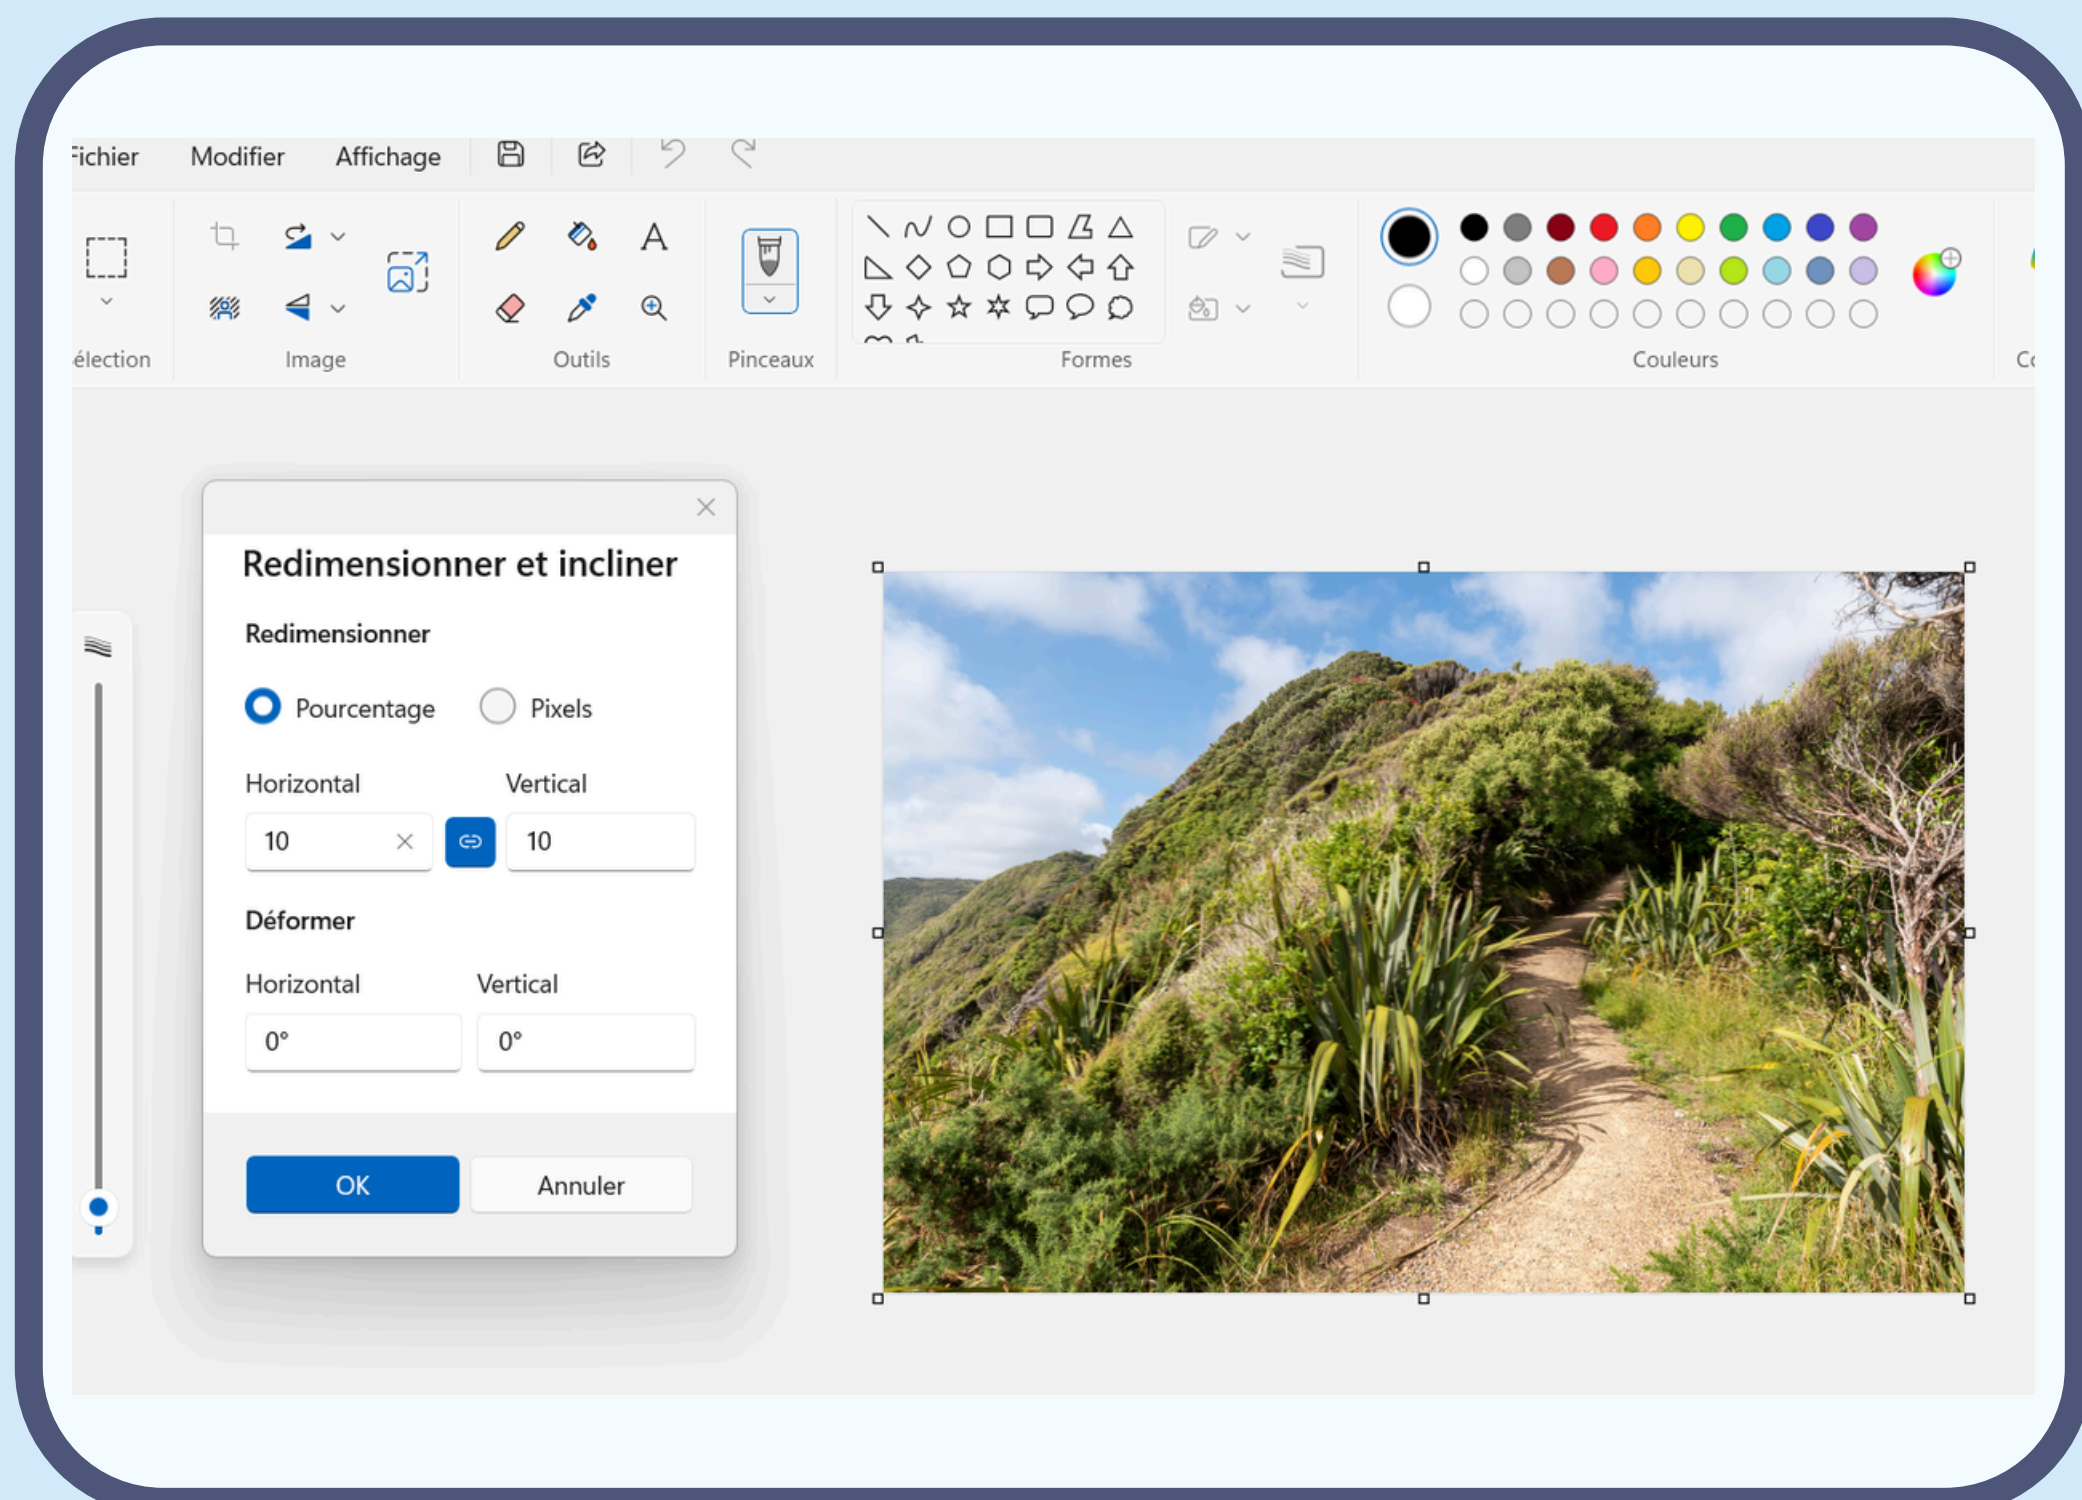 Fichier Modifier Affichage
élection Image Outils Pinceaux Formes Couleurs
Redimensionner et incliner
Redimensionner
Pourcentage Pixels
Horizontal Vertical
10 10
Déformer
Horizontal Vertical
0° 0°
OK Annuler